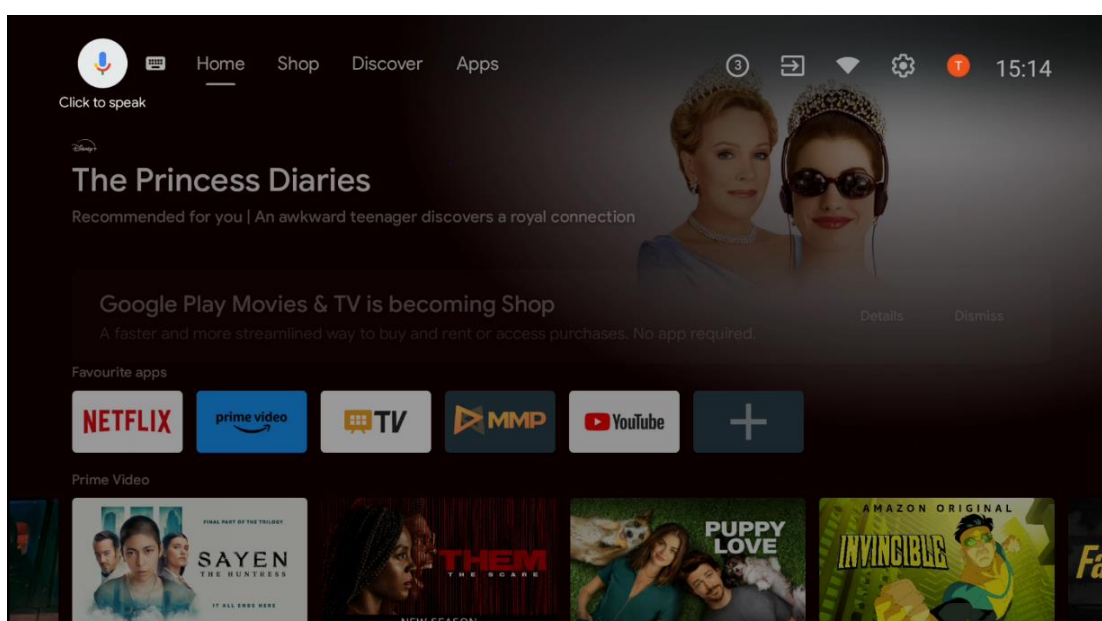 Home Shop Discover Apps 3 T 15:14
Click to speak
Disney+
The Princess Diaries
Recommended for you | An awkward teenager discovers a royal connection
Google Play Movies & TV is becoming Shop
A faster and more streamlined way to buy and rent or access purchases. No app required.
Details Dismiss
Favourite apps
NETFLIX prime video TV MMP YouTube
Prime Video
FINAL PART OF THE TRILOGY
SAYEN
THE HUNTRESS
IT ALL ENDS HERE
THEM
THE SCARE
NEW SEASON
PUPPY
LOVE
AMAZON ORIGINAL
INVINCIBLE
Fa